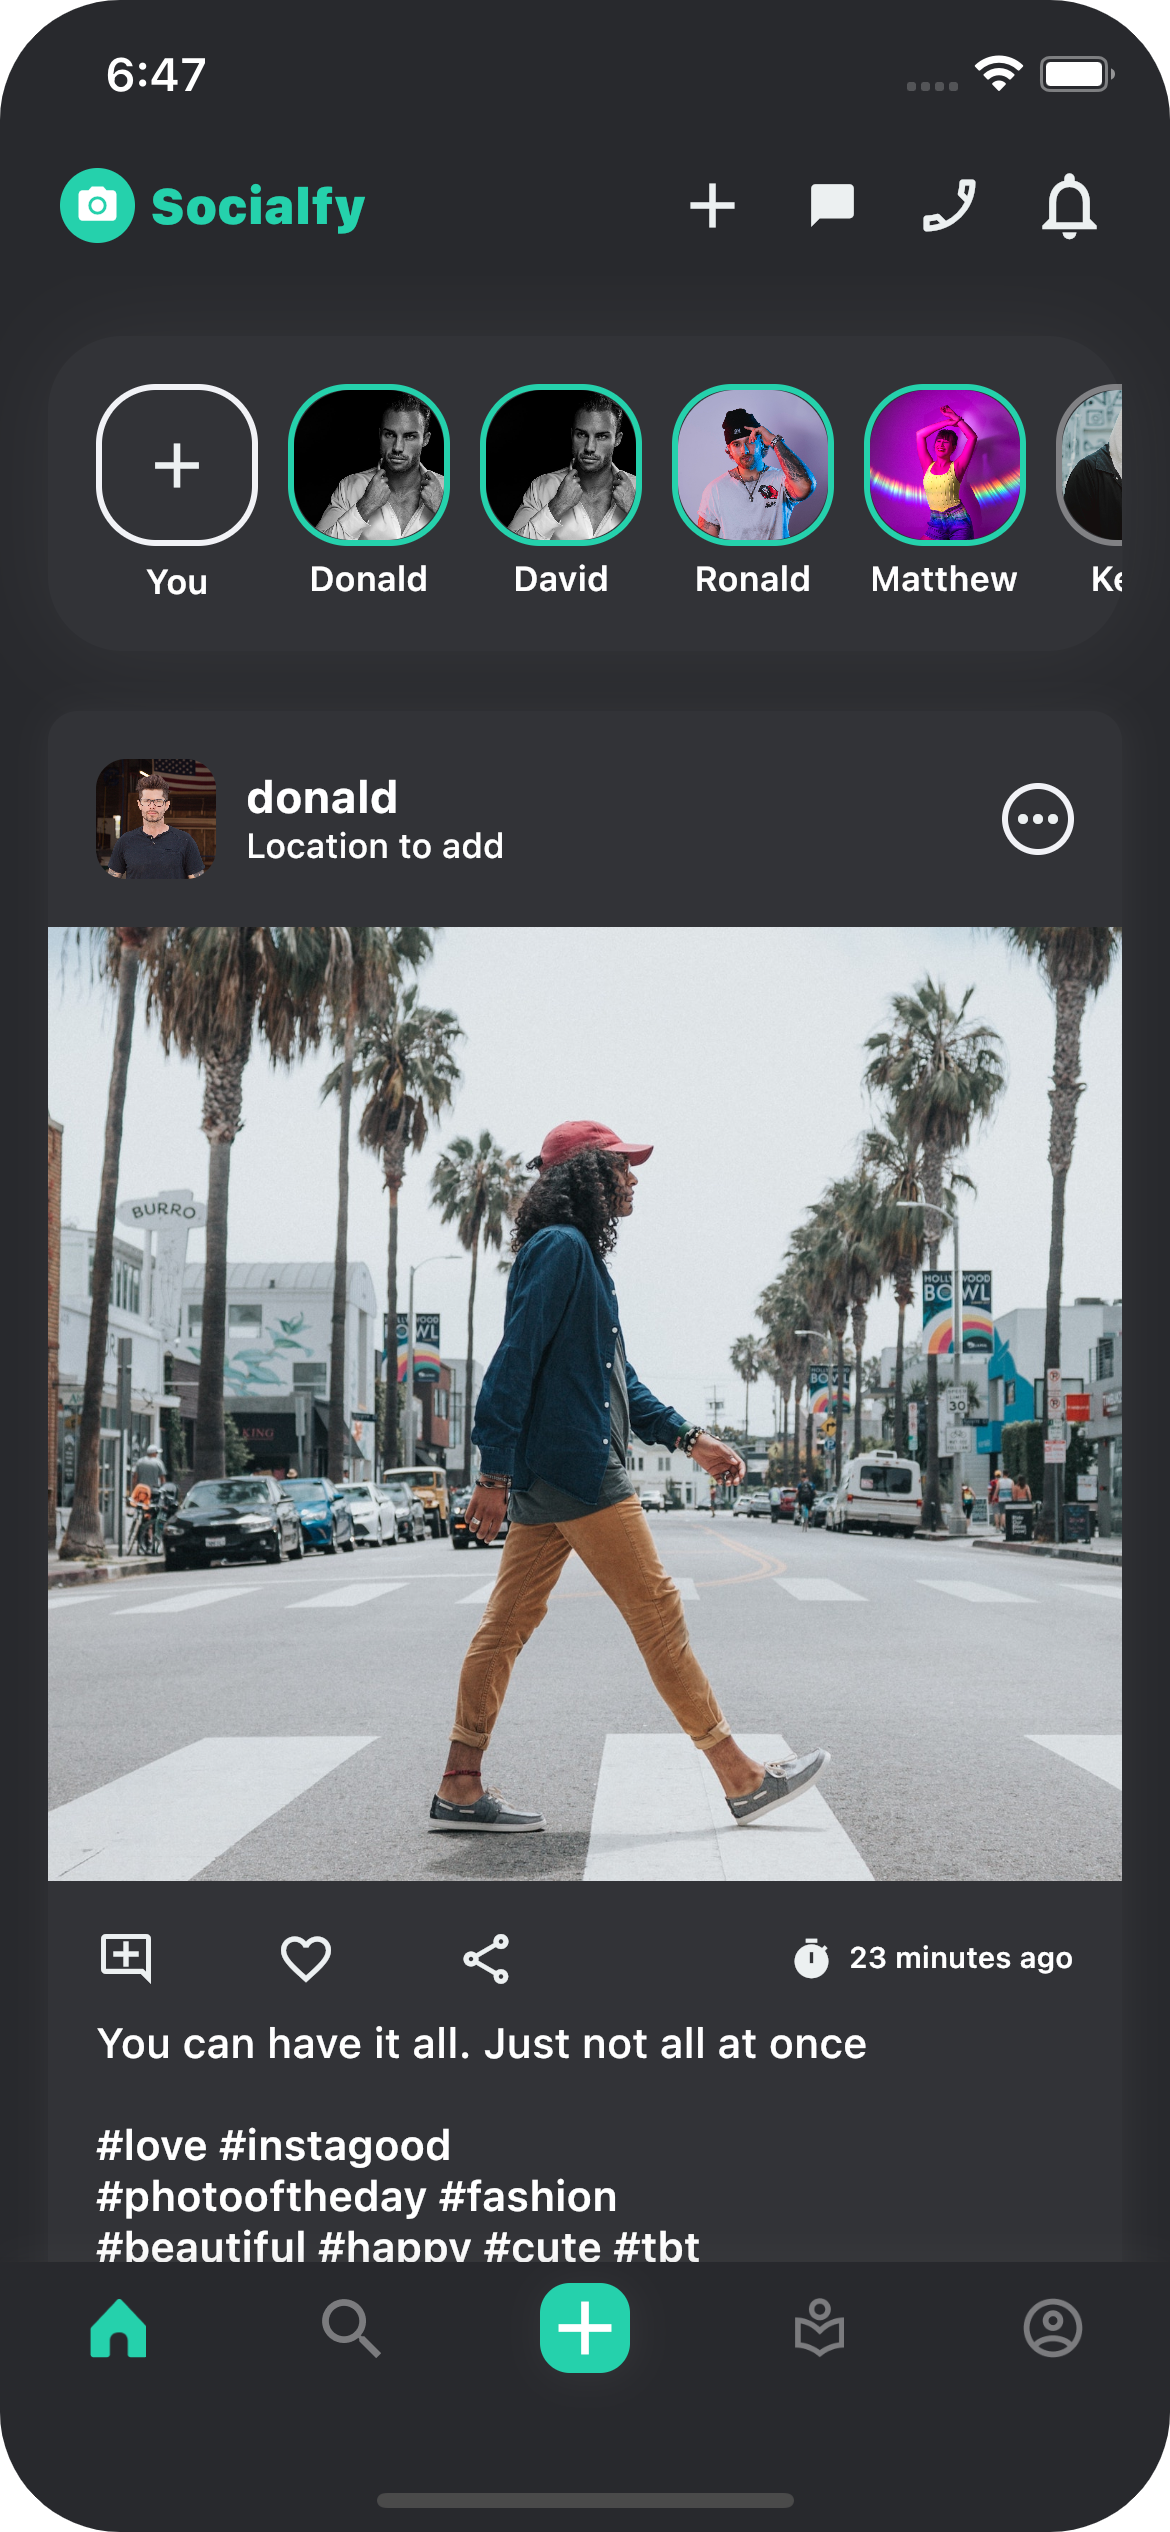 6:47
Socialfy
You
Donald
David
Ronald
Matthew
Ke
donald
Location to add
BURRO
HOLLYWOOD
BOWL
KING
30
23 minutes ago
You can have it all. Just not all at once
#love #instagood
#photooftheday #fashion
#beautiful #happy #cute #tbt